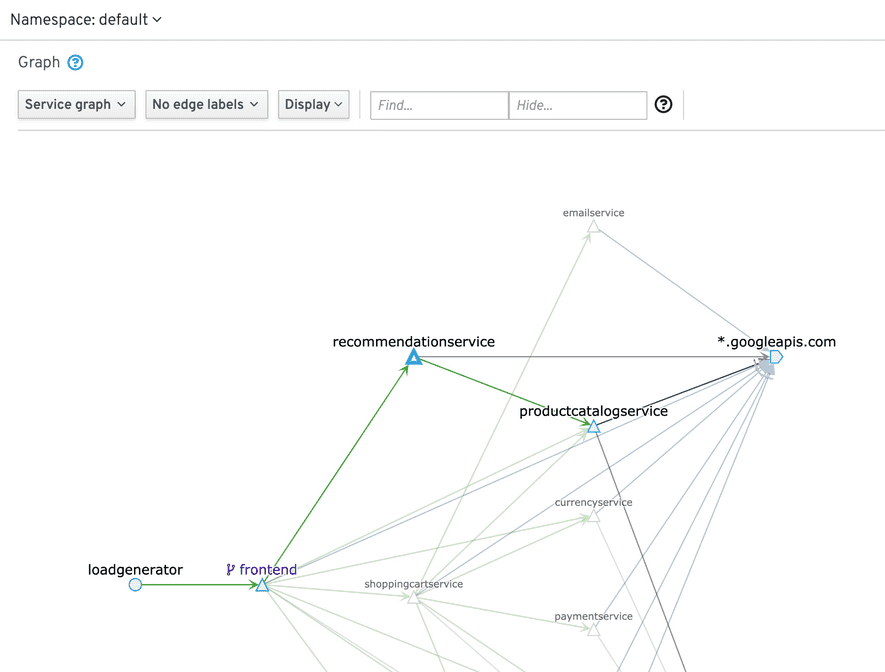 Namespace: default
Graph
Service graph No edge labels Display Find... Hide...
emailservice
recommendationservice
*.googleapis.com
productcatalogservice
currencyservice
loadgenerator
frontend
shoppingcartservice
paymentservice